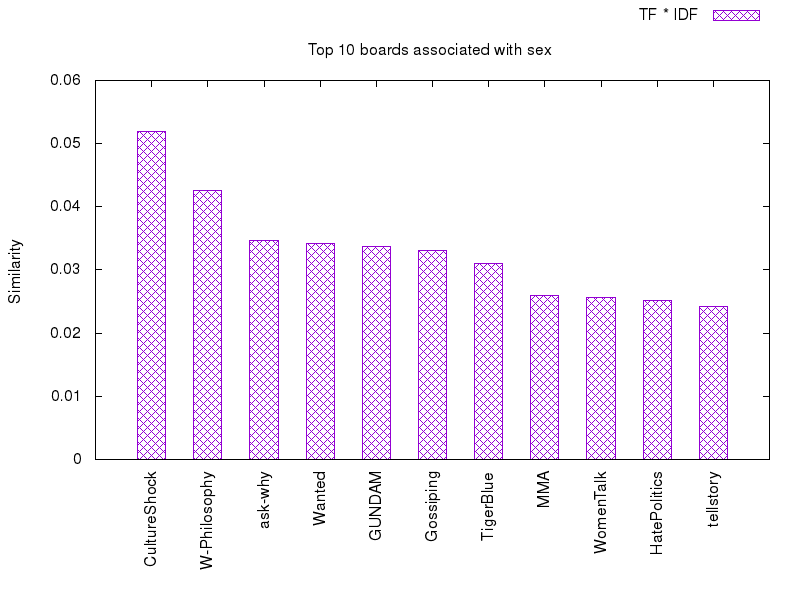 TF * IDF
Top 10 boards associated with sex
0.06
0.05
0.04
0.03
0.02
0.01
0
Similarity
CultureShock
W-Philosophy
ask-why
Wanted
GUNDAM
Gossiping
TigerBlue
MMA
WomenTalk
HatePolitics
tellstory